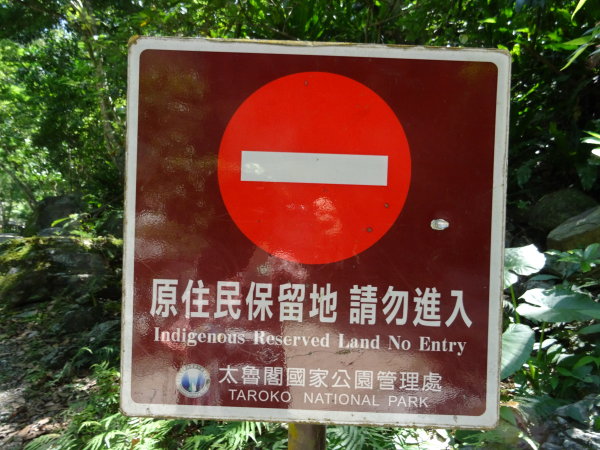 原住民保留地 請勿進入
Indigenous Reserved Land No Entry
太魯閣國家公園管理處
TAROKO NATIONAL PARK